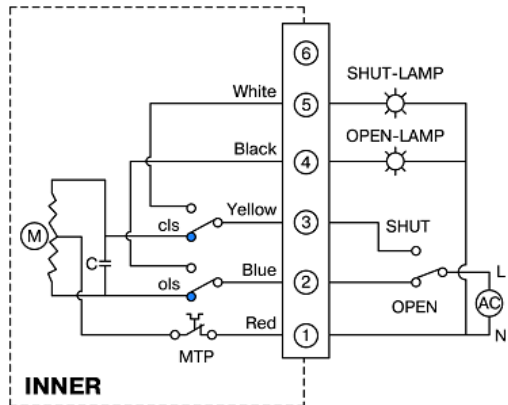 6
SHUT-LAMP
White
5
OPEN-LAMP
Black
4
Yellow
3
SHUT
cls
M
C
Blue
2
L
ols
OPEN
AC
Red
1
N
MTP
INNER